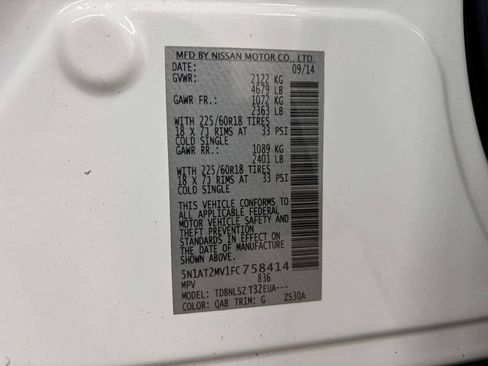 MFD BY NISSAN MOTOR CO., LTD.
DATE: 09/14
GVWR: 2122 KG
4679 LB
GAWR FR.: 1072 KG
2363 LB
WITH 225/60R18 TIRES
18 X 7J RIMS AT 33 PSI
COLD SINGLE
GAWR RR.: 1089 KG
2401 LB
WITH 225/60R18 TIRES
18 X 7J RIMS AT 33 PSI
COLD SINGLE
THIS VEHICLE CONFORMS TO
ALL APPLICABLE FEDERAL
MOTOR VEHICLE SAFETY AND
THEFT PREVENTION
STANDARDS IN EFFECT ON
THE DATE OF MANUFACTURE
5N1AT2MV1FC758414
MPV 836
MODEL: TDBNLSZ T32EUA---
COLOR: QAB TRIM: G ZS30A